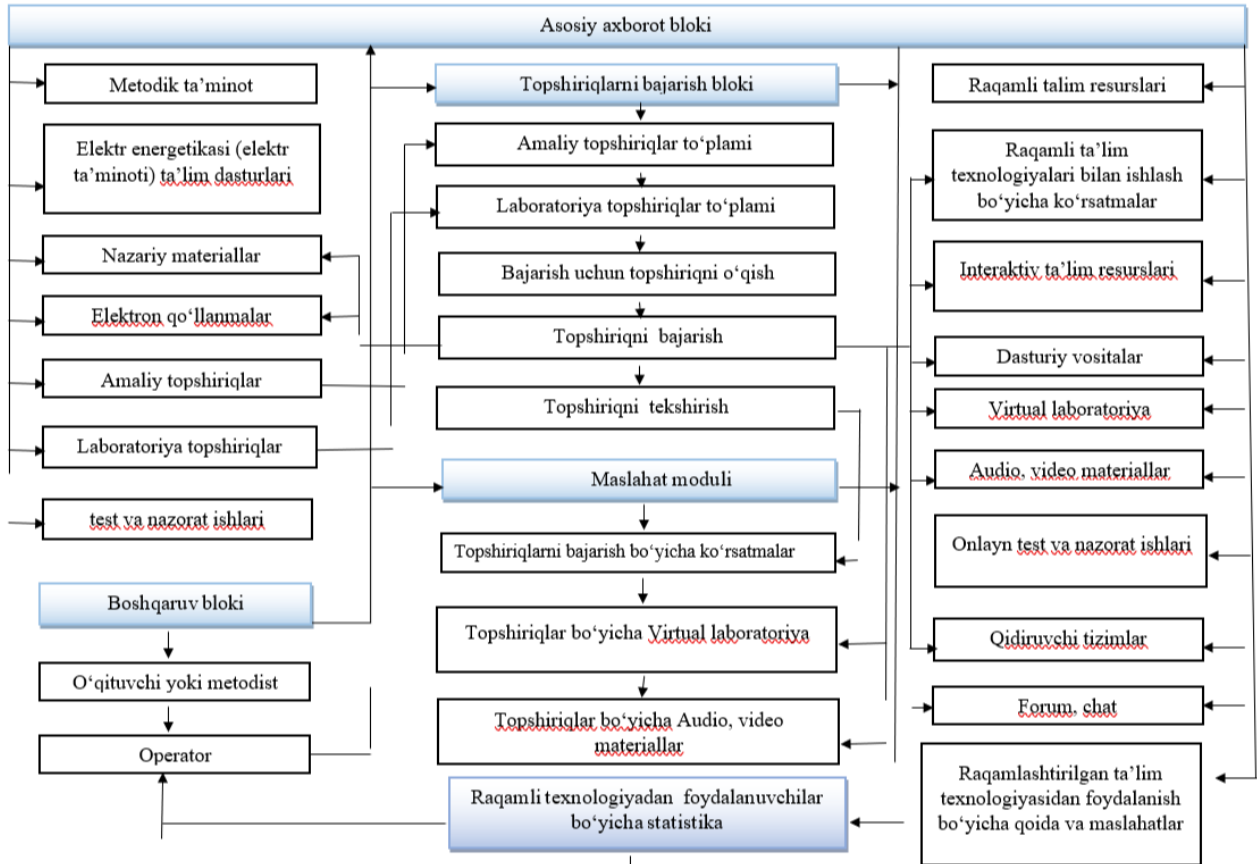 Asosiy axborot bloki
Metodik ta’minot
Elektr energetikasi (elektr
ta’minoti) ta’lim dasturlari
Nazariy materiallar
Elektron qo‘llanmalar
Amaliy topshiriqlar
Laboratoriya topshiriqlar
test va nazorat ishlari
Boshqaruv bloki
O‘qituvchi yoki metodist
Operator
Topshiriqlarni bajarish bloki
Amaliy topshiriqlar to‘plami
Laboratoriya topshiriqlar to‘plami
Bajarish uchun topshiriqni o‘qish
Topshiriqni bajarish
Topshiriqni tekshirish
Maslahat moduli
Topshiriqlarni bajarish bo‘yicha ko‘rsatmalar
Topshiriqlar bo‘yicha Virtual laboratoriya
Topshiriqlar bo‘yicha Audio, video
materiallar
Raqamli texnologiyadan foydalanuvchilar
bo‘yicha statistika
Raqamli talim resurslari
Raqamli ta’lim
texnologiyalari bilan ishlash
bo‘yicha ko‘rsatmalar
Interaktiv ta’lim resurslari
Dasturiy vositalar
Virtual laboratoriya
Audio, video materiallar
Onlayn test va nazorat ishlari
Qidiruvchi tizimlar
Forum, chat
Raqamlashtirilgan ta’lim
texnologiyasidan foydalanish
bo‘yicha qoida va maslahatlar